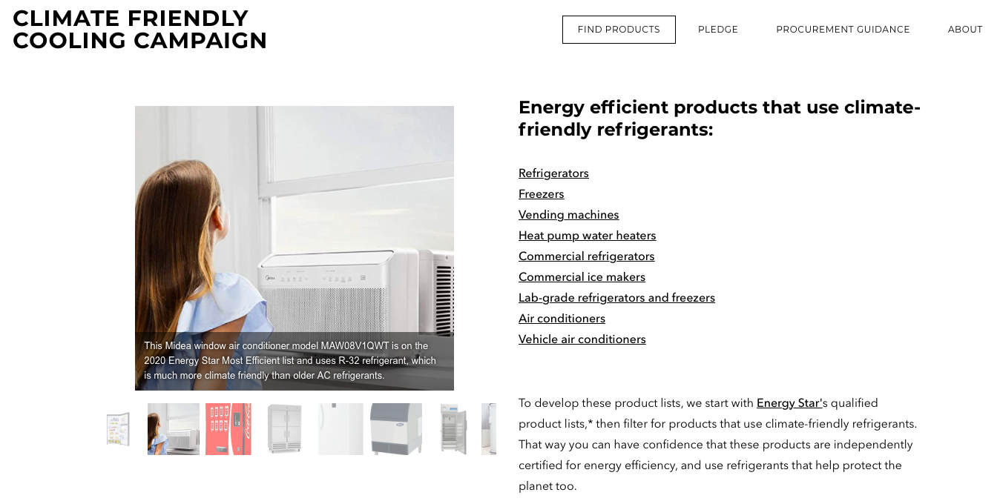 CLIMATE FRIENDLY
COOLING CAMPAIGN
FIND PRODUCTS
PLEDGE
PROCUREMENT GUIDANCE
ABOUT
Energy efficient products that use climate-
friendly refrigerants:
Refrigerators
Freezers
Vending machines
Heat pump water heaters
Commercial refrigerators
Commercial ice makers
Lab-grade refrigerators and freezers
Air conditioners
Vehicle air conditioners
Midea
This Midea window air conditioner model MAW08V1QWT is on the
2020 Energy Star Most Efficient list and uses R-32 refrigerant, which
is much more climate friendly than older AC refrigerants.
To develop these product lists, we start with Energy Star's qualified
product lists,* then filter for products that use climate-friendly refrigerants.
That way you can have confidence that these products are independently
certified for energy efficiency, and use refrigerants that help protect the
planet too.